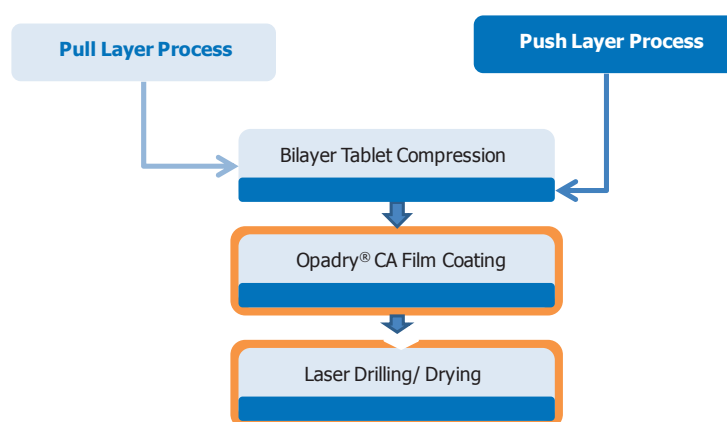 Pull Layer Process
Push Layer Process
Bilayer Tablet Compression
Opadry® CA Film Coating
Laser Drilling/ Drying